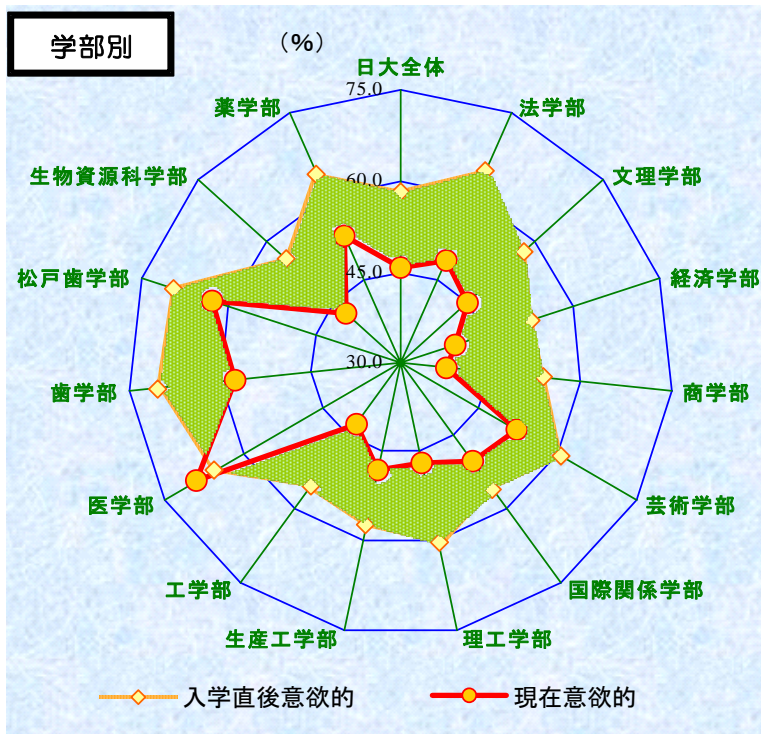 学部別
（%）
日大全体
75.0
薬学部
法学部
生物資源科学部
文理学部
60.0
松戸歯学部
経済学部
45.0
30.0
歯学部
商学部
医学部
芸術学部
工学部
国際関係学部
生産工学部
理工学部
入学直後意欲的
現在意欲的